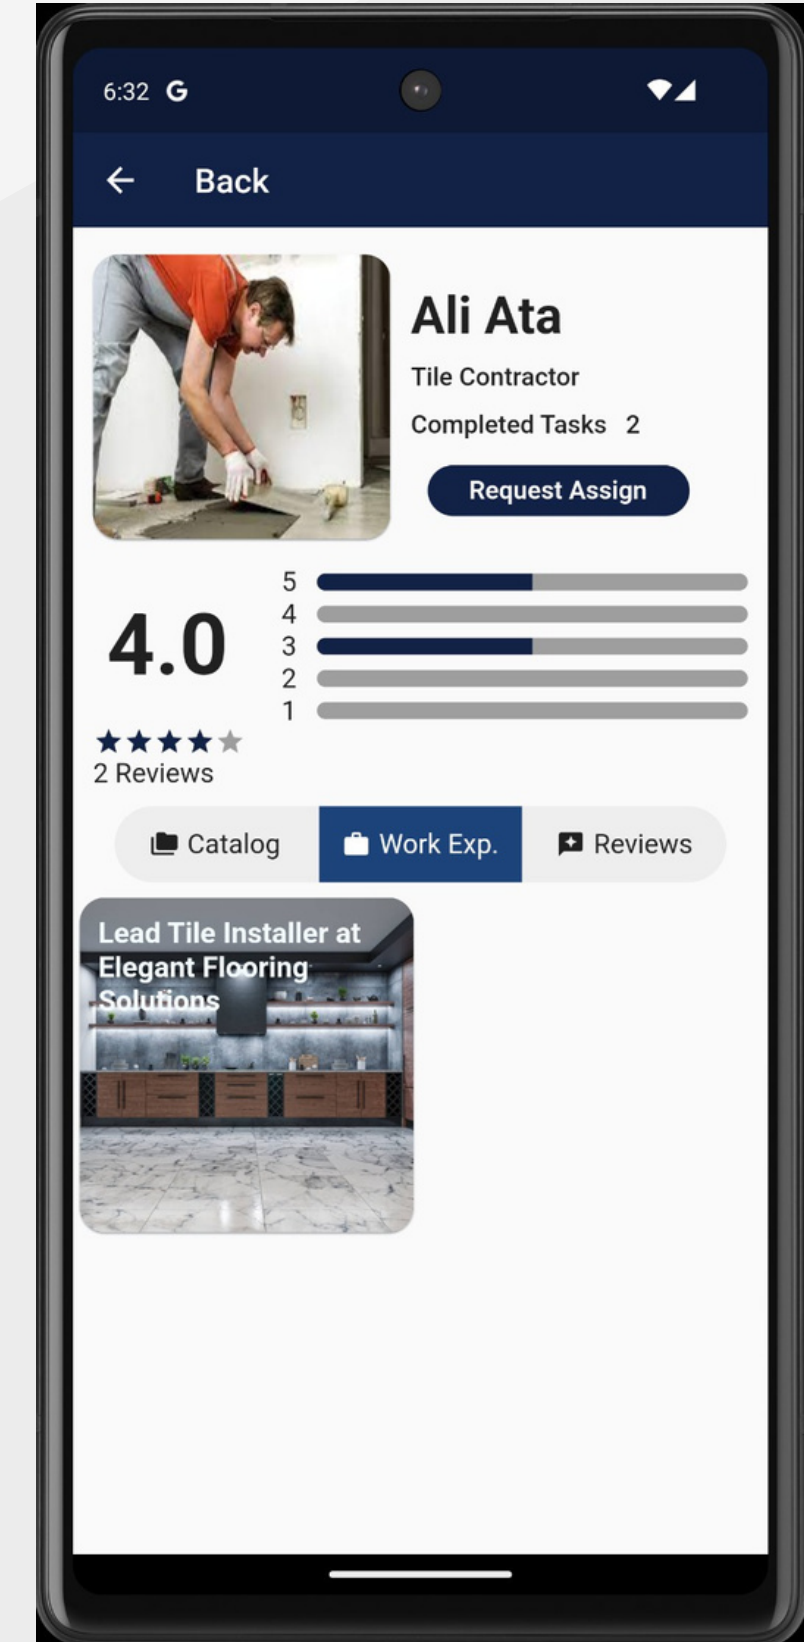 6:32 G
Back
Ali Ata
Tile Contractor
Completed Tasks 2
Request Assign
5
4
4.0
3
2
1
2 Reviews
Catalog Work Exp. Reviews
Lead Tile Installer at
Elegant Flooring
Solutions